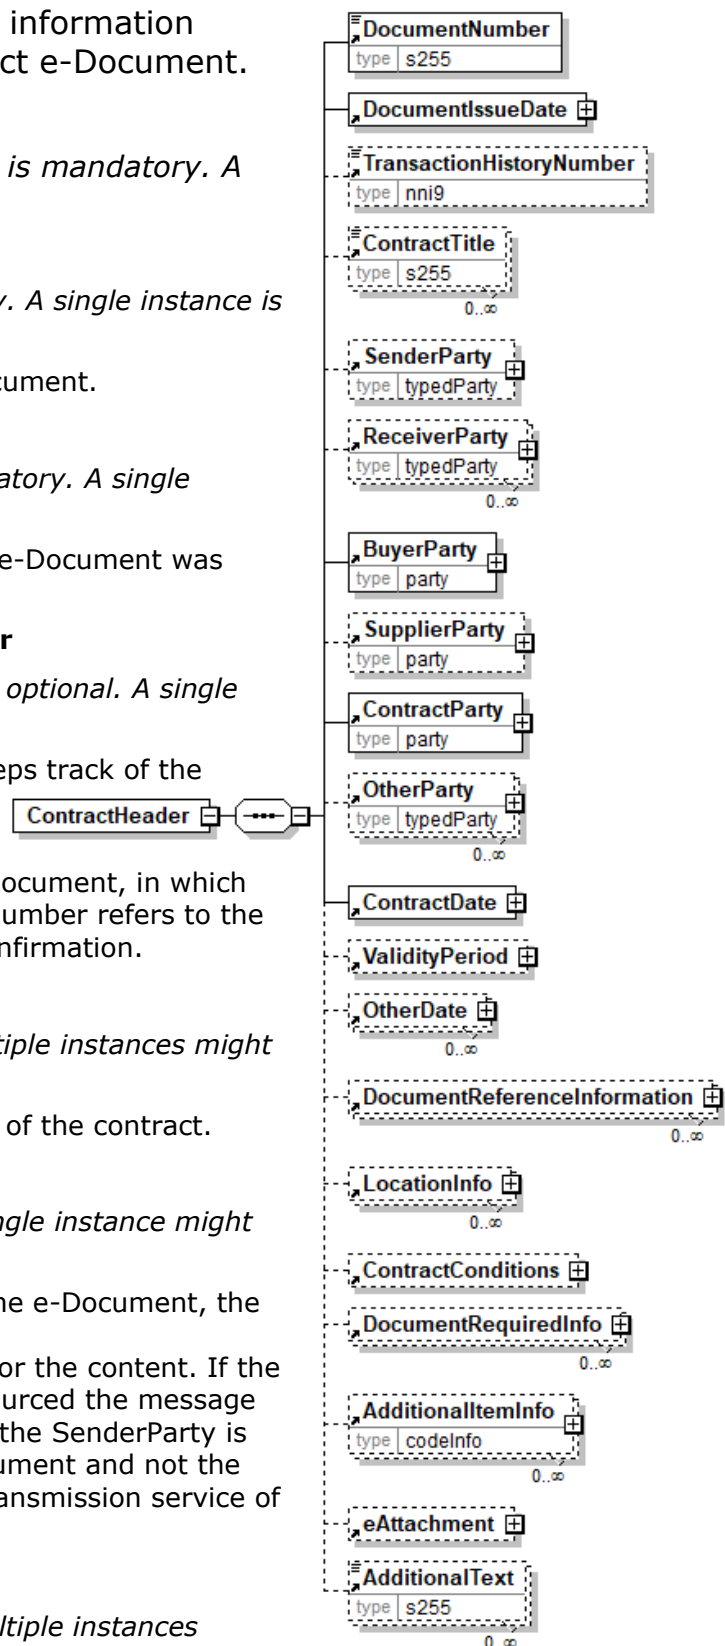 information
ct e-Document.
is mandatory. A
y. A single instance is
cument.
atory. A single
e-Document was
r
optional. A single
eps track of the
ocument, in which
umber refers to the
nfirmation.
tiple instances might
of the contract.
ngle instance might
he e-Document, the
or the content. If the
urced the message
the SenderParty is
ument and not the
ransmission service of
ultiple instances
ContractHeader
DocumentNumber
type s255
DocumentIssueDate
TransactionHistoryNumber
type nni9
ContractTitle
type s255
0..∞
SenderParty
type typedParty
ReceiverParty
type typedParty
0..∞
BuyerParty
type party
SupplierParty
type party
ContractParty
type party
OtherParty
type typedParty
0..∞
ContractDate
ValidityPeriod
OtherDate
0..∞
DocumentReferenceInformation
0..∞
LocationInfo
0..∞
ContractConditions
DocumentRequiredInfo
0..∞
AdditionalItemInfo
type codeInfo
0..∞
eAttachment
AdditionalText
type s255
0..∞